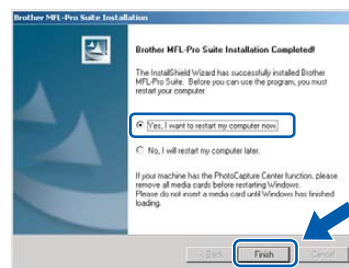 Brother MFL-Pro Suite Installation
Brother MFL-Pro Suite Installation Completed!
The InstallShield Wizard has successfully installed Brother
MFL-Pro Suite. Before you can use the program, you must
restart your computer.
Yes, I want to restart my computer now.
No, I will restart my computer later.
If your machine has the PhotoCapture Center function, please
remove all media cards before restarting Windows.
Please do not insert a media card until Windows has finished
loading.
< Back
Finish
Cancel